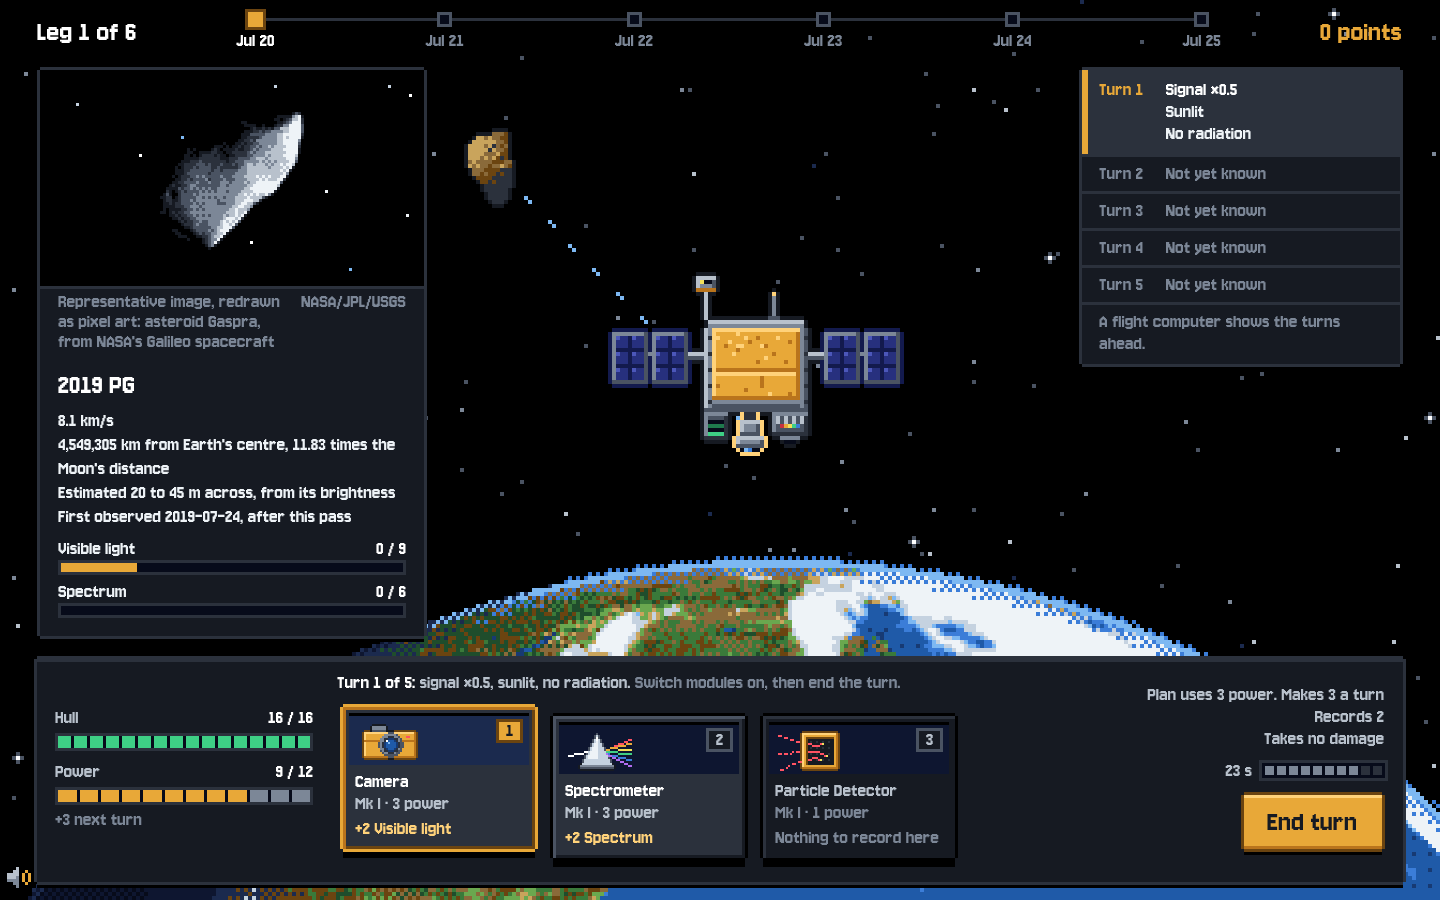 Leg 1 of 6
Jul 20
Jul 21
Jul 22
Jul 23
Jul 24
Jul 25
0 points
Representative image, redrawn NASA/JPL/USGS
as pixel art: asteroid Gaspra,
from NASA's Galileo spacecraft
2019 PG
8.1 km/s
4,549,305 km from Earth's centre, 11.83 times the
Moon's distance
Estimated 20 to 45 m across, from its brightness
First observed 2019-07-24, after this pass
Visible light 0 / 9
Spectrum 0 / 6
Turn 1 Signal ×0.5
Sunlit
No radiation
Turn 2 Not yet known
Turn 3 Not yet known
Turn 4 Not yet known
Turn 5 Not yet known
A flight computer shows the turns
ahead.
Turn 1 of 5: signal ×0.5, sunlit, no radiation. Switch modules on, then end the turn.
Hull 16 / 16
Power 9 / 12
+3 next turn
1
Camera
Mk I · 3 power
+2 Visible light
2
Spectrometer
Mk I · 3 power
+2 Spectrum
3
Particle Detector
Mk I · 1 power
Nothing to record here
Plan uses 3 power. Makes 3 a turn
Records 2
Takes no damage
23 s
End turn
0